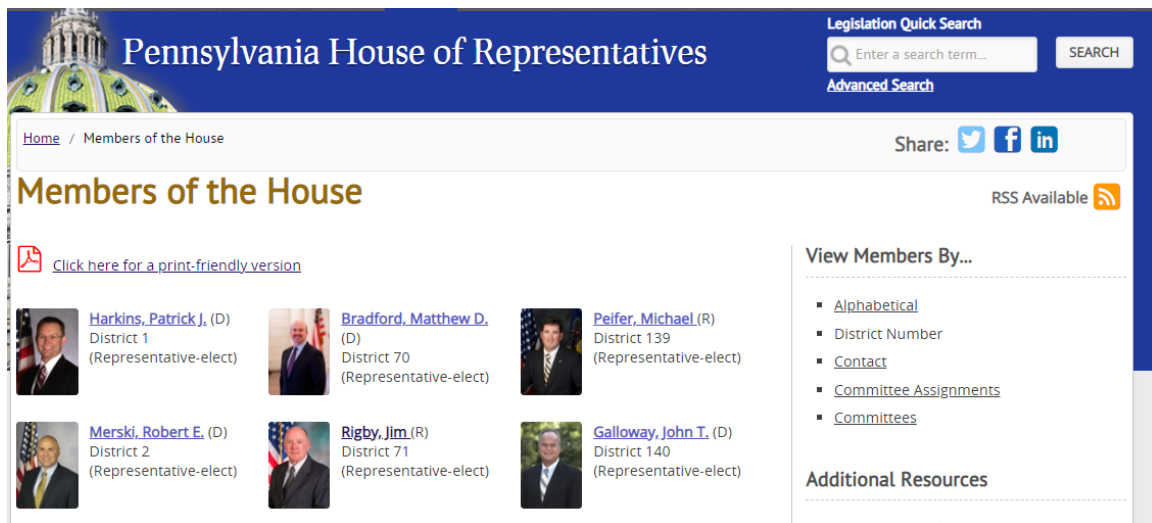 Pennsylvania House of Representatives
Legislation Quick Search
Enter a search term...
SEARCH
Advanced Search
Home / Members of the House
Share:
Members of the House
RSS Available
Click here for a print-friendly version
Harkins, Patrick J. (D)
District 1
(Representative-elect)
Bradford, Matthew D.
(D)
District 70
(Representative-elect)
Peifer, Michael (R)
District 139
(Representative-elect)
Merski, Robert E. (D)
District 2
(Representative-elect)
Rigby, Jim (R)
District 71
(Representative-elect)
Galloway, John T. (D)
District 140
(Representative-elect)
View Members By...
Alphabetical
District Number
Contact
Committee Assignments
Committees
Additional Resources